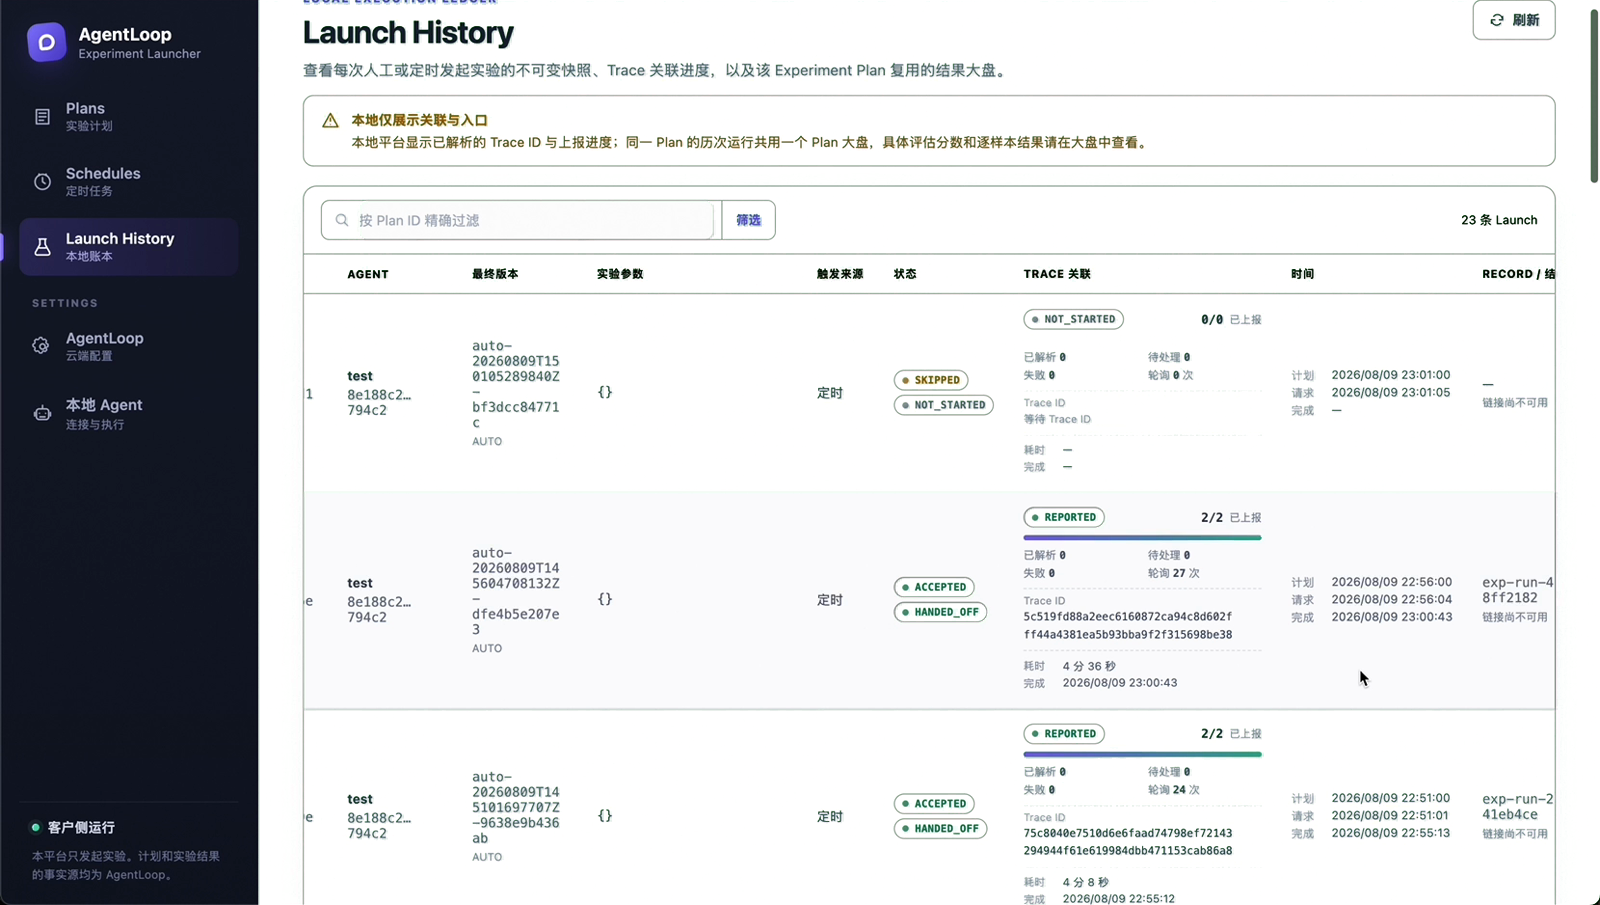 AgentLoop
Experiment Launcher
Plans
实验计划
Schedules
定时任务
Launch History
本地账本
SETTINGS
AgentLoop
云端配置
本地 Agent
连接与执行
客户侧运行
本平台只发起实验。计划和实验结果
的事实源均为 AgentLoop。
LOCAL EXECUTION LEDGER
Launch History
刷新
查看每次人工或定时发起实验的不可变快照、Trace 关联进度，以及该 Experiment Plan 复用的结果大盘。
本地仅展示关联与入口
本地平台显示已解析的 Trace ID 与上报进度；同一 Plan 的历次运行共用一个 Plan 大盘，具体评估分数和逐样本结果请在大盘中查看。
按 Plan ID 精确过滤
筛选
23 条 Launch
AGENT 最终版本 实验参数 触发来源 状态 TRACE 关联 时间 RECORD / 结
1
test
8e188c2…
794c2
auto-
20260809T15
0105289840Z
-
bf3dcc84771
c
AUTO
{}
定时
SKIPPED
NOT_STARTED
NOT_STARTED 0/0 已上报
已解析 0 待处理 0
失败 0 轮询 0 次
Trace ID
等待 Trace ID
耗时 —
完成 —
计划 2026/08/09 23:01:00
请求 2026/08/09 23:01:05
完成 —
—
链接尚不可用
e
test
8e188c2…
794c2
auto-
20260809T14
5604708132Z
-
dfe4b5e207e
3
AUTO
{}
定时
ACCEPTED
HANDED_OFF
REPORTED 2/2 已上报
已解析 0 待处理 0
失败 0 轮询 27 次
Trace ID
5c519fd88a2eec6160872ca94c8d602f
ff44a4381ea5b93bba9f2f315698be38
耗时 4 分 36 秒
完成 2026/08/09 23:00:43
计划 2026/08/09 22:56:00
请求 2026/08/09 22:56:04
完成 2026/08/09 23:00:43
exp-run-4
8ff2182
链接尚不可用
e
test
8e188c2…
794c2
auto-
20260809T14
5101697707Z
-9638e9b436
ab
AUTO
{}
定时
ACCEPTED
HANDED_OFF
REPORTED 2/2 已上报
已解析 0 待处理 0
失败 0 轮询 24 次
Trace ID
75c8040e7510d6e6faad74798ef72143
294944f61e619984dbb471153cab86a8
耗时 4 分 8 秒
完成 2026/08/09 22:55:12
计划 2026/08/09 22:51:00
请求 2026/08/09 22:51:01
完成 2026/08/09 22:55:13
exp-run-2
41eb4ce
链接尚不可用